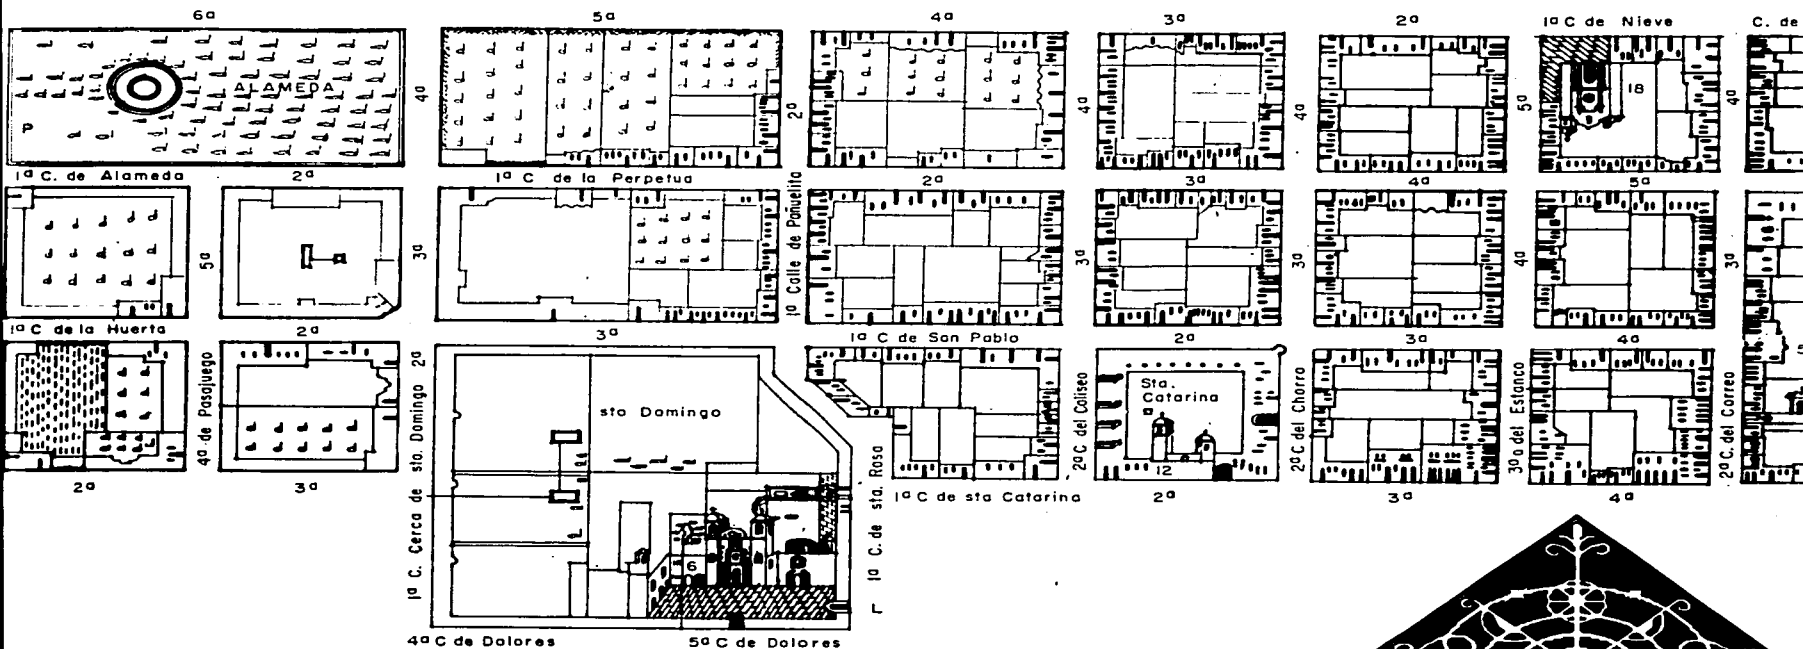 6ª 5ª 4ª 3ª 2ª 1ª C de Nieve C. de
ALAMEDA
P
4ª 2ª 4ª 4ª 5ª 4ª
18
1ª C. de Alameda 2ª 1ª C de la Perpetua 2ª 3ª 4ª 5ª
5ª 3ª 1ª Calle de Pañuelita 3ª 3ª 4ª 3ª
1ª C de la Huerta 2ª 3ª 1ª C de San Pablo 2ª 3ª 4ª
4ª de Pasajuego
1ª C. Cerca de sto. Domingo 2ª
sto Domingo
1ª C. de sta. Rosa
2ª C del Coliseo
Sta.
Catarina
12
2ª C del Chorro
3ª del Estanco
2ª C. del Correo
5
2ª 3ª 1ª C de sta Catarina 2ª 3ª 4ª
6
4ª C de Dolores 5ª C de Dolores